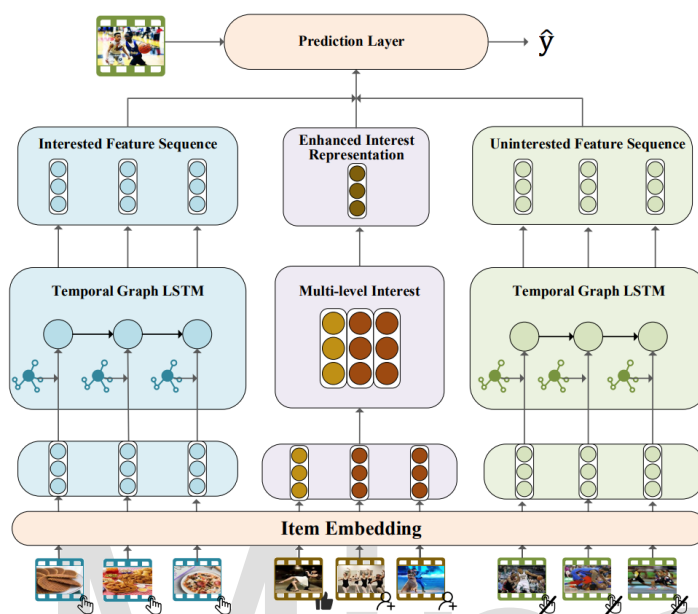 Prediction Layer
ŷ
Interested Feature Sequence
Enhanced Interest
Representation
Uninterested Feature Sequence
Temporal Graph LSTM
Multi-level Interest
Temporal Graph LSTM
Item Embedding